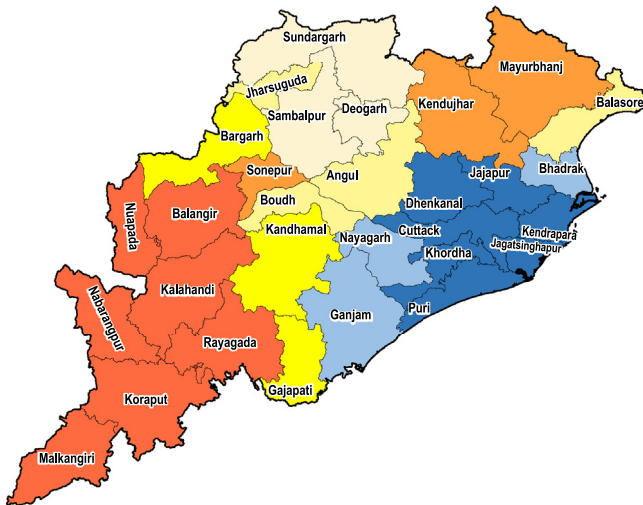 Sundargarh
Mayurbhanj
Jharsuguda
Kendujhar
Balasore
Deogarh
Sambalpur
Bargarh
Sonepur
Angul
Jajapur
Bhadrak
Nuapada
Balangir
Boudh
Dhenkanal
Kandhamal
Nayagarh
Cuttack
Kendrapara
Jagatsinghapur
Khordha
Nabarangpur
Kalahandi
Puri
Ganjam
Rayagada
Gajapati
Koraput
Malkangiri